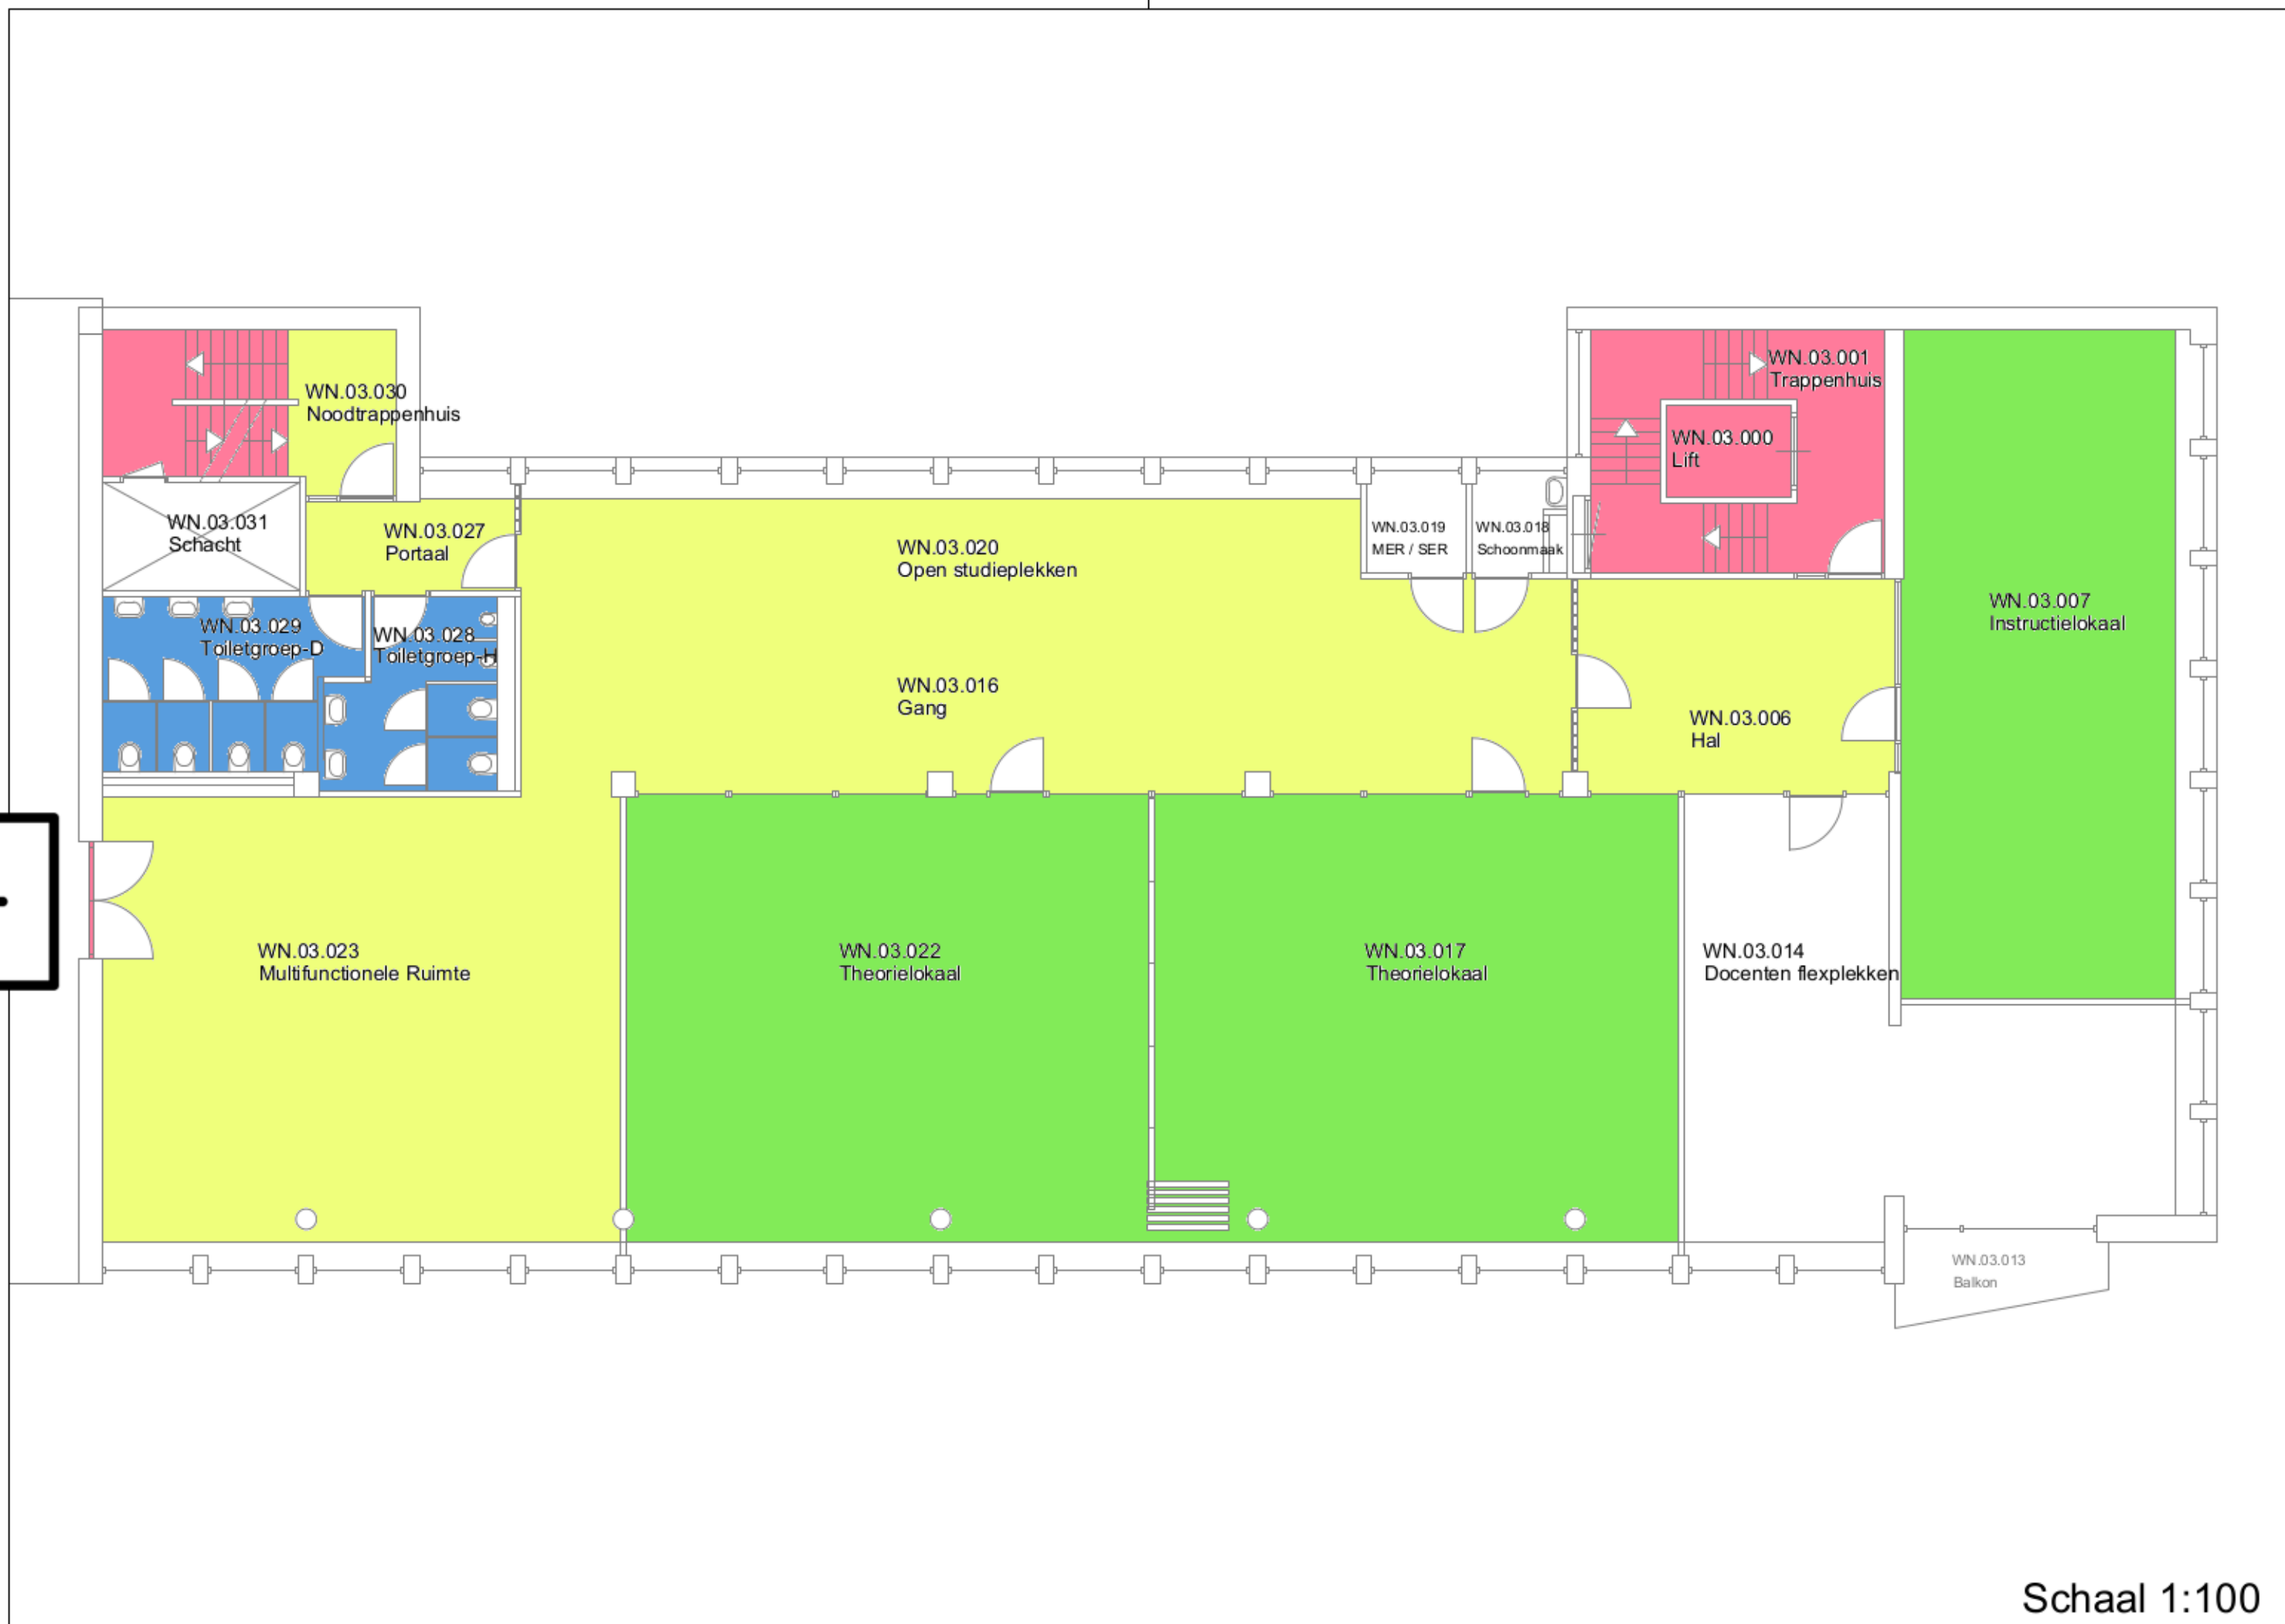 WN.03.030
Noodtrappenhuis
WN.03.001
Trappenhuis
WN.03.000
Lift
WN.03.031
Schacht
WN.03.027
Portaal
WN.03.020
Open studieplekken
WN.03.019
MER / SER
WN.03.018
Schoonmaak
WN.03.007
Instructielokaal
WN.03.029
Toiletgroep-D
WN.03.028
Toiletgroep-H
WN.03.016
Gang
WN.03.006
Hal
WN.03.023
Multifunctionele Ruimte
WN.03.022
Theorielokaal
WN.03.017
Theorielokaal
WN.03.014
Docenten flexplekken
WN.03.013
Balkon
Schaal 1:100